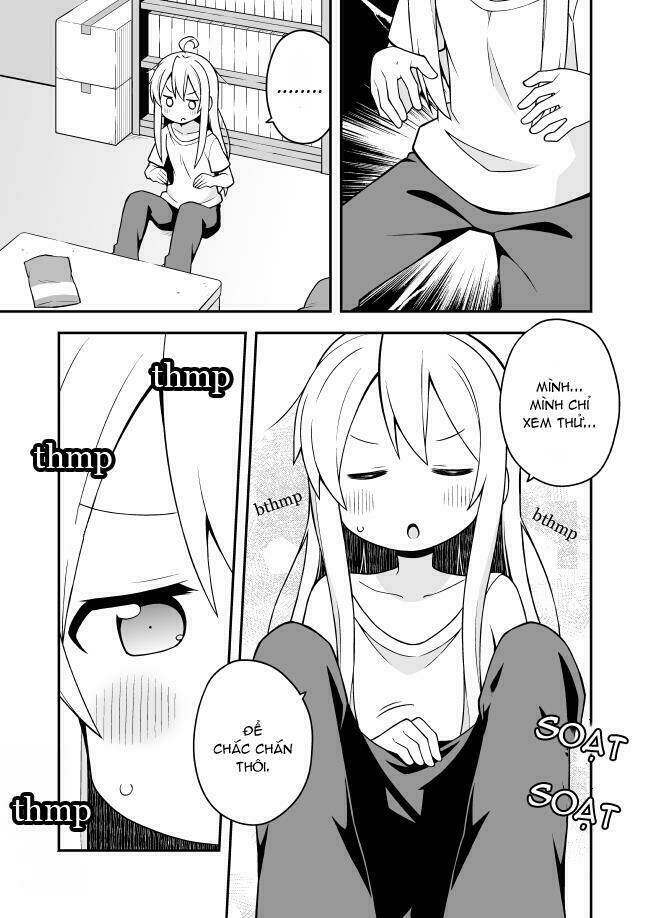 .........
MÌNH...
MÌNH CHỈ
XEM THỬ...
bthmp
bthmp
SOẠT
SOẠT
ĐỂ
CHẮC CHẮN
THÔI.
thmp
thmp
thmp